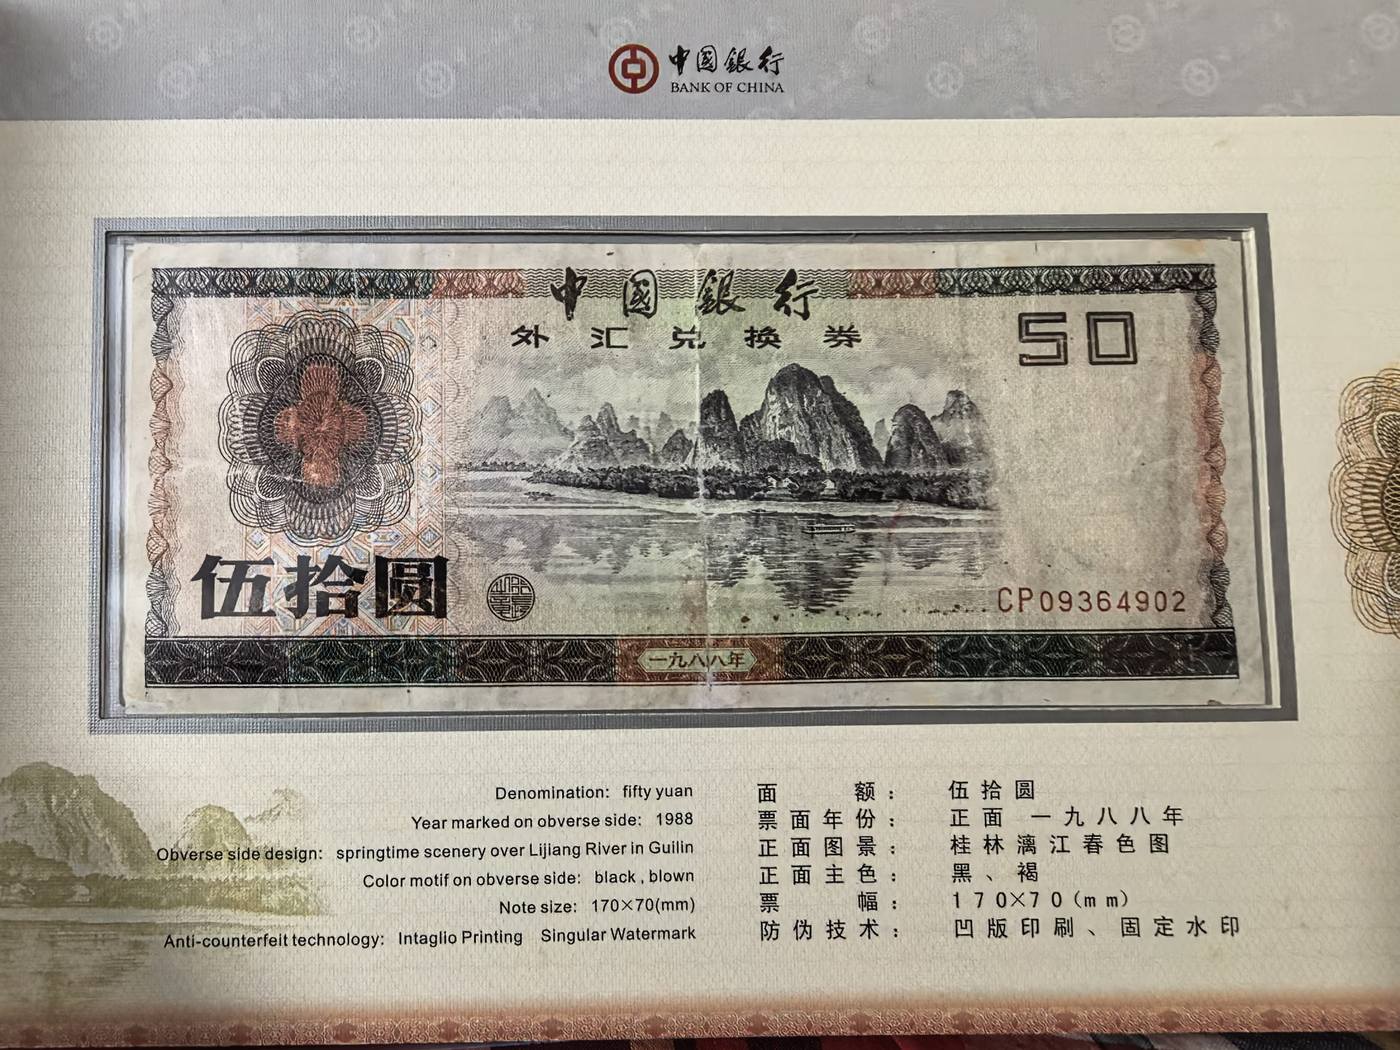 中国銀行
BANK OF CHINA
中國銀行
外汇兑换券
50
伍拾圆
CP09364902
一九八八年
Denomination: fifty yuan
Year marked on obverse side: 1988
Obverse side design: springtime scenery over Lijiang River in Guilin
Color motif on obverse side: black , blown
Note size: 170×70(mm)
Anti-counterfeit technology: Intaglio Printing Singular Watermark
面额：伍拾圆
票面年份：正面 一九八八年
正面图景：桂林漓江春色图
正面主色：黑、褐
票幅：170×70(mm)
防伪技术：凹版印刷、固定水印